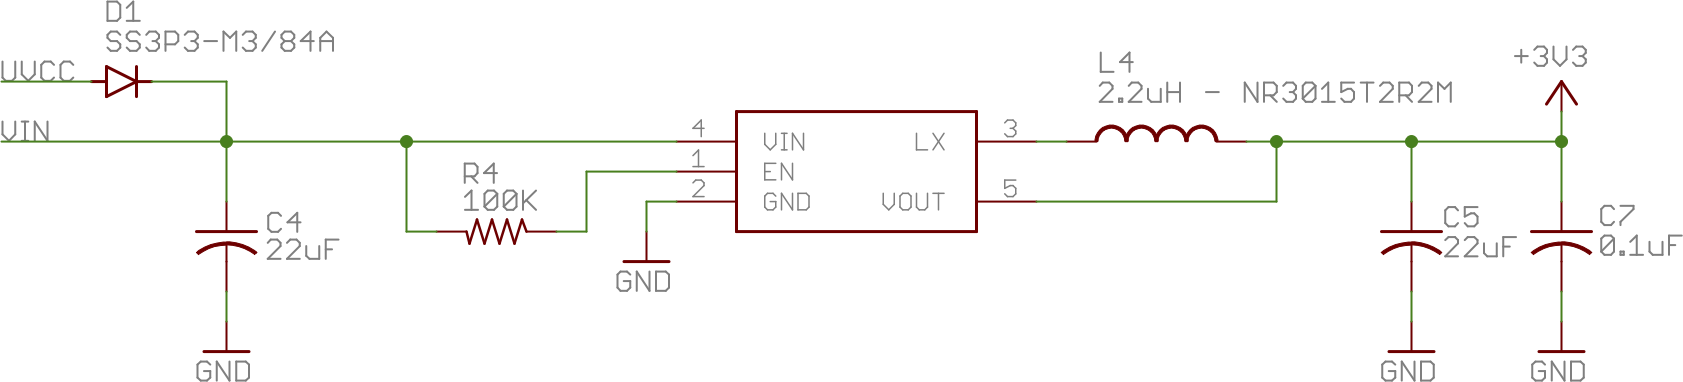 D1
SS3P3-M3/84A
UVCC
VIN
C4
22uF
GND
R4
100K
4
1
2
GND
VIN
EN
GND
LX
VOUT
3
5
L4
2.2uH - NR3015T2R2M
+3V3
C5
22uF
GND
C7
0.1uF
GND